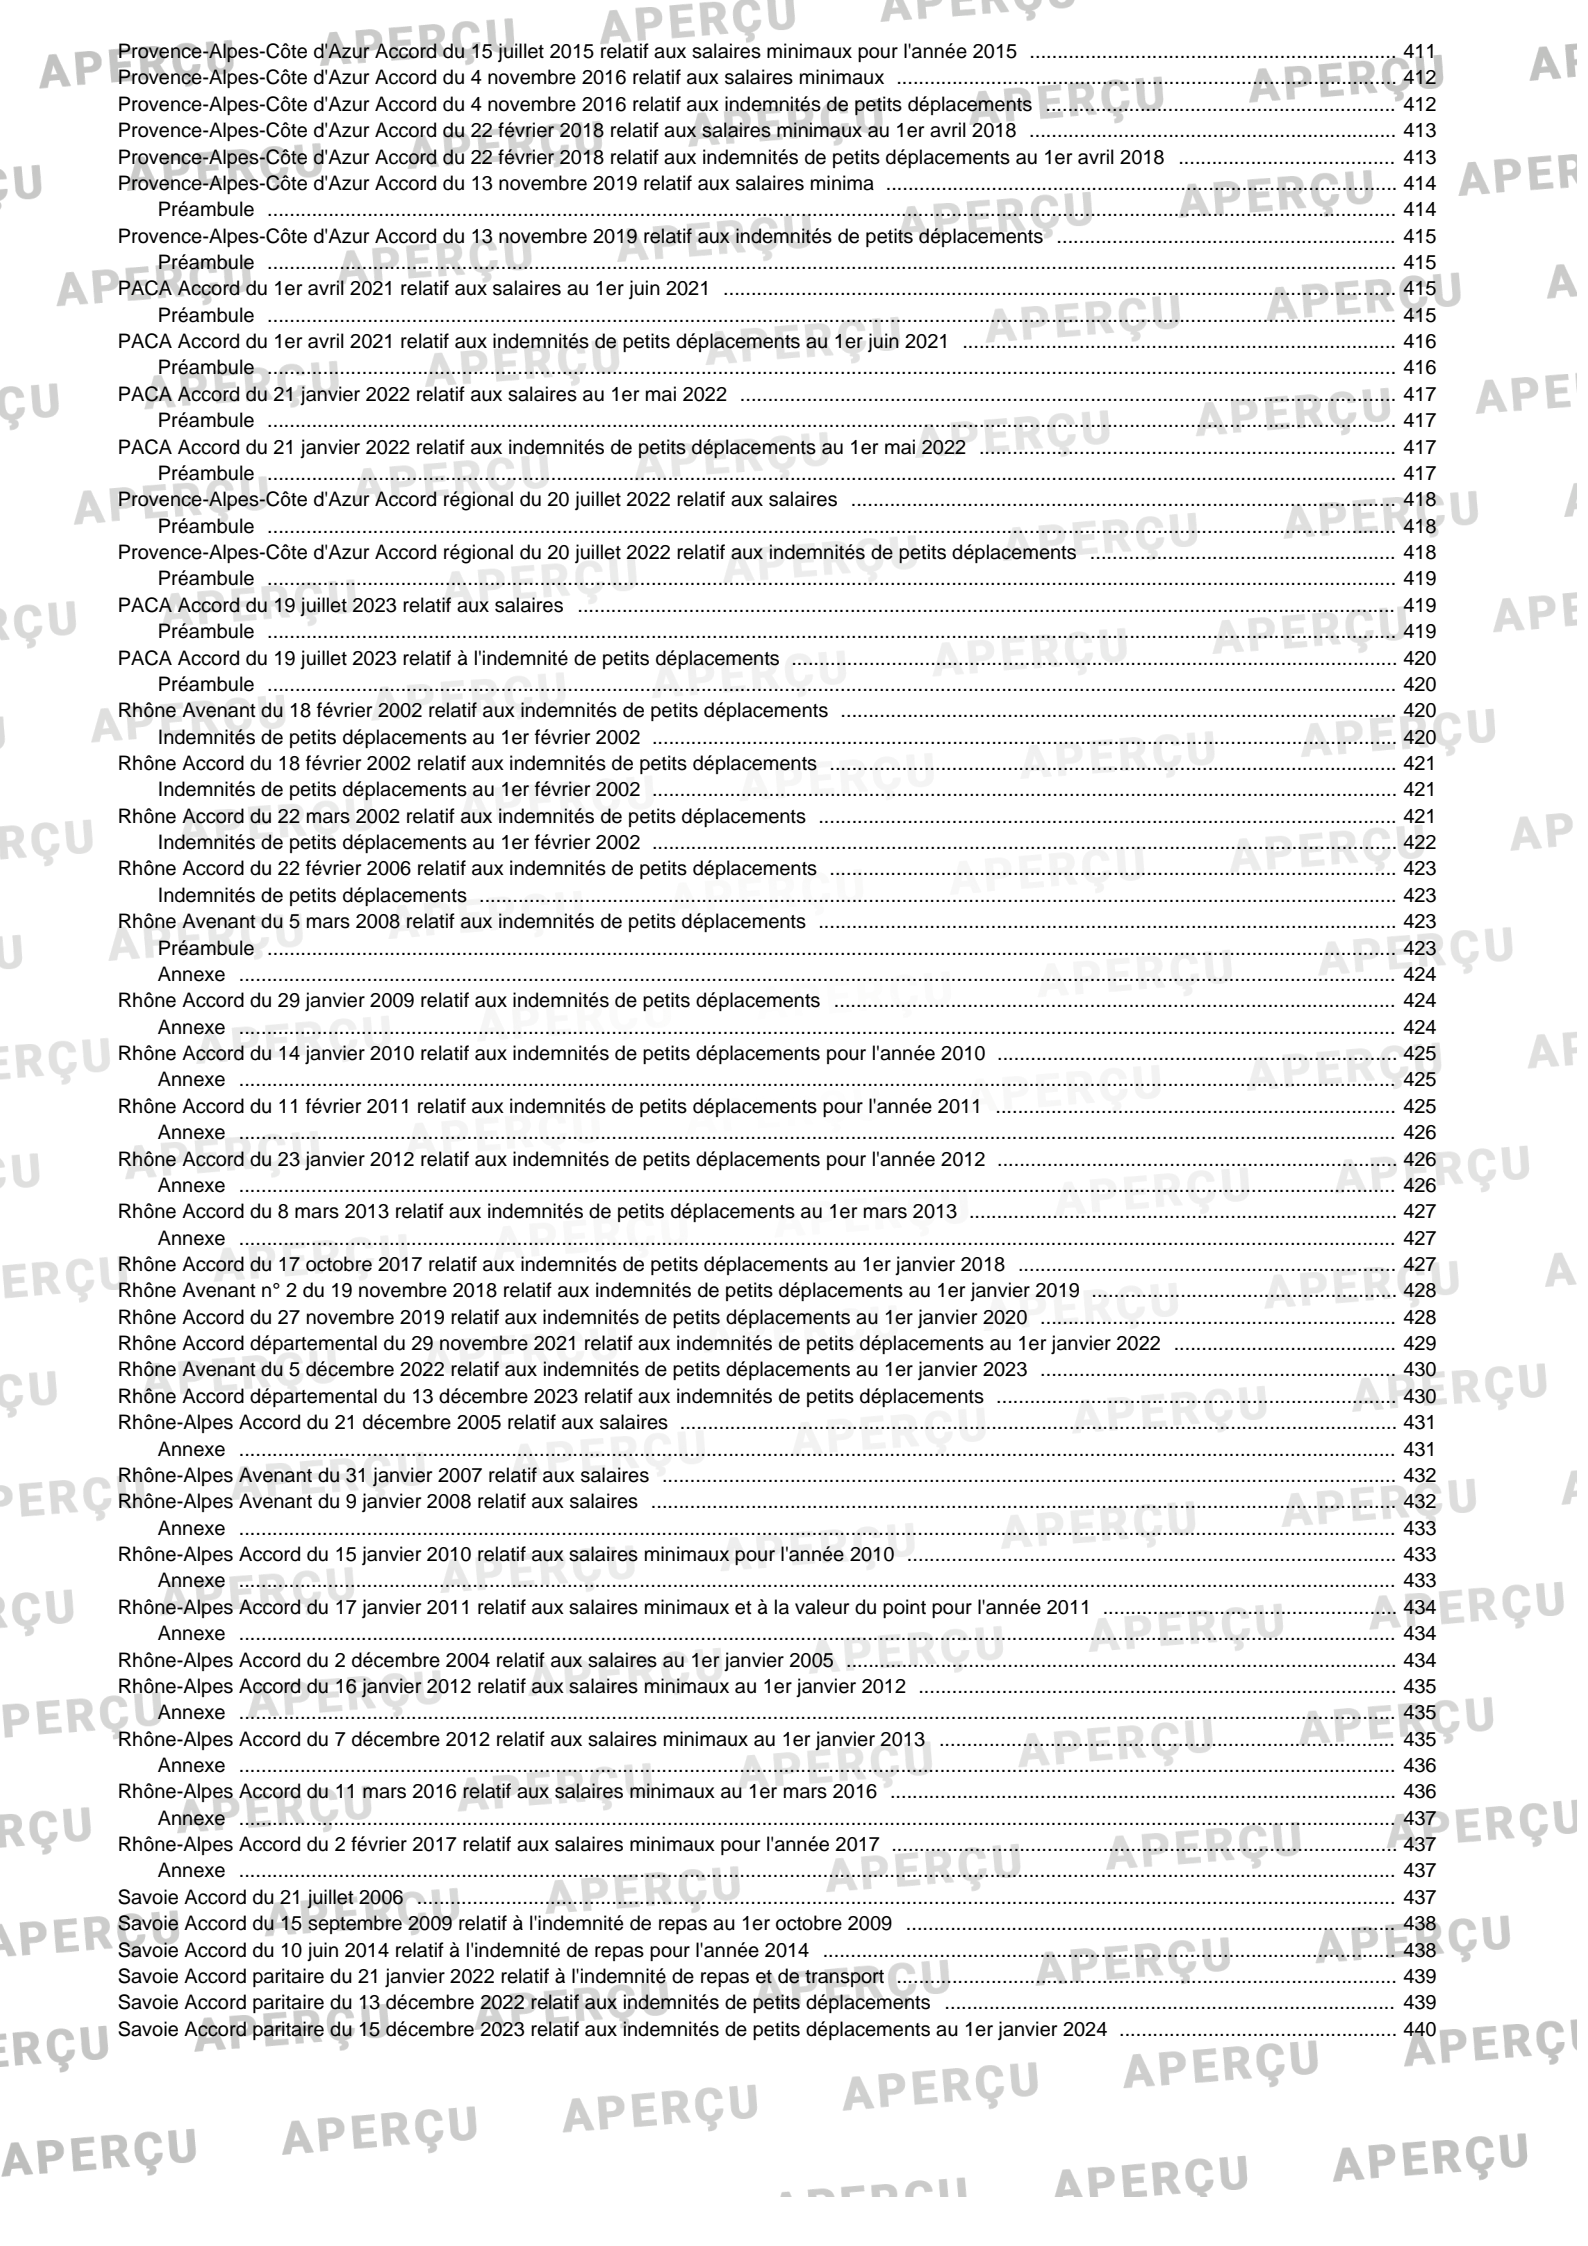 Provence-Alpes-Côte d'Azur Accord du 15 juillet 2015 relatif aux salaires minimaux pour l'année 2015 ... 411
Provence-Alpes-Côte d'Azur Accord du 4 novembre 2016 relatif aux salaires minimaux ... 412
Provence-Alpes-Côte d'Azur Accord du 4 novembre 2016 relatif aux indemnités de petits déplacements ... 412
Provence-Alpes-Côte d'Azur Accord du 22 février 2018 relatif aux salaires minimaux au 1er avril 2018 ... 413
Provence-Alpes-Côte d'Azur Accord du 22 février 2018 relatif aux indemnités de petits déplacements au 1er avril 2018 ... 413
Provence-Alpes-Côte d'Azur Accord du 13 novembre 2019 relatif aux salaires minima ... 414
Préambule ... 414
Provence-Alpes-Côte d'Azur Accord du 13 novembre 2019 relatif aux indemnités de petits déplacements ... 415
Préambule ... 415
PACA Accord du 1er avril 2021 relatif aux salaires au 1er juin 2021 ... 415
Préambule ... 415
PACA Accord du 1er avril 2021 relatif aux indemnités de petits déplacements au 1er juin 2021 ... 416
Préambule ... 416
PACA Accord du 21 janvier 2022 relatif aux salaires au 1er mai 2022 ... 417
Préambule ... 417
PACA Accord du 21 janvier 2022 relatif aux indemnités de petits déplacements au 1er mai 2022 ... 417
Préambule ... 417
Provence-Alpes-Côte d'Azur Accord régional du 20 juillet 2022 relatif aux salaires ... 418
Préambule ... 418
Provence-Alpes-Côte d'Azur Accord régional du 20 juillet 2022 relatif aux indemnités de petits déplacements ... 418
Préambule ... 419
PACA Accord du 19 juillet 2023 relatif aux salaires ... 419
Préambule ... 419
PACA Accord du 19 juillet 2023 relatif à l'indemnité de petits déplacements ... 420
Préambule ... 420
Rhône Avenant du 18 février 2002 relatif aux indemnités de petits déplacements ... 420
Indemnités de petits déplacements au 1er février 2002 ... 420
Rhône Accord du 18 février 2002 relatif aux indemnités de petits déplacements ... 421
Indemnités de petits déplacements au 1er février 2002 ... 421
Rhône Accord du 22 mars 2002 relatif aux indemnités de petits déplacements ... 421
Indemnités de petits déplacements au 1er février 2002 ... 422
Rhône Accord du 22 février 2006 relatif aux indemnités de petits déplacements ... 423
Indemnités de petits déplacements ... 423
Rhône Avenant du 5 mars 2008 relatif aux indemnités de petits déplacements ... 423
Préambule ... 423
Annexe ... 424
Rhône Accord du 29 janvier 2009 relatif aux indemnités de petits déplacements ... 424
Annexe ... 424
Rhône Accord du 14 janvier 2010 relatif aux indemnités de petits déplacements pour l'année 2010 ... 425
Annexe ... 425
Rhône Accord du 11 février 2011 relatif aux indemnités de petits déplacements pour l'année 2011 ... 425
Annexe ... 426
Rhône Accord du 23 janvier 2012 relatif aux indemnités de petits déplacements pour l'année 2012 ... 426
Annexe ... 426
Rhône Accord du 8 mars 2013 relatif aux indemnités de petits déplacements au 1er mars 2013 ... 427
Annexe ... 427
Rhône Accord du 17 octobre 2017 relatif aux indemnités de petits déplacements au 1er janvier 2018 ... 427
Rhône Avenant n° 2 du 19 novembre 2018 relatif aux indemnités de petits déplacements au 1er janvier 2019 ... 428
Rhône Accord du 27 novembre 2019 relatif aux indemnités de petits déplacements au 1er janvier 2020 ... 428
Rhône Accord départemental du 29 novembre 2021 relatif aux indemnités de petits déplacements au 1er janvier 2022 ... 429
Rhône Avenant du 5 décembre 2022 relatif aux indemnités de petits déplacements au 1er janvier 2023 ... 430
Rhône Accord départemental du 13 décembre 2023 relatif aux indemnités de petits déplacements ... 430
Rhône-Alpes Accord du 21 décembre 2005 relatif aux salaires ... 431
Annexe ... 431
Rhône-Alpes Avenant du 31 janvier 2007 relatif aux salaires ... 432
Rhône-Alpes Avenant du 9 janvier 2008 relatif aux salaires ... 432
Annexe ... 433
Rhône-Alpes Accord du 15 janvier 2010 relatif aux salaires minimaux pour l'année 2010 ... 433
Annexe ... 433
Rhône-Alpes Accord du 17 janvier 2011 relatif aux salaires minimaux et à la valeur du point pour l'année 2011 ... 434
Annexe ... 434
Rhône-Alpes Accord du 2 décembre 2004 relatif aux salaires au 1er janvier 2005 ... 434
Rhône-Alpes Accord du 16 janvier 2012 relatif aux salaires minimaux au 1er janvier 2012 ... 435
Annexe ... 435
Rhône-Alpes Accord du 7 décembre 2012 relatif aux salaires minimaux au 1er janvier 2013 ... 435
Annexe ... 436
Rhône-Alpes Accord du 11 mars 2016 relatif aux salaires minimaux au 1er mars 2016 ... 436
Annexe ... 437
Rhône-Alpes Accord du 2 février 2017 relatif aux salaires minimaux pour l'année 2017 ... 437
Annexe ... 437
Savoie Accord du 21 juillet 2006 ... 437
Savoie Accord du 15 septembre 2009 relatif à l'indemnité de repas au 1er octobre 2009 ... 438
Savoie Accord du 10 juin 2014 relatif à l'indemnité de repas pour l'année 2014 ... 438
Savoie Accord paritaire du 21 janvier 2022 relatif à l'indemnité de repas et de transport ... 439
Savoie Accord paritaire du 13 décembre 2022 relatif aux indemnités de petits déplacements ... 439
Savoie Accord paritaire du 15 décembre 2023 relatif aux indemnités de petits déplacements au 1er janvier 2024 ... 440
APERÇU